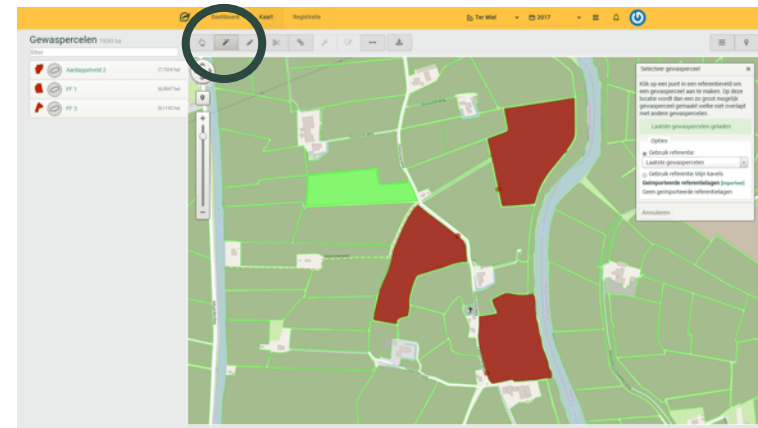 Dashboard
Kaart
Registratie
Ter Wiel
2017
Gewaspercelen 19,03 ha
filter
Aardappelveld 2
PP 1
PP 3
Selecteer gewasperceel
Klik op een punt in een referentieveld om
een gewasperceel aan te maken. Op deze
locatie wordt dan een zo groot mogelijk
gewasperceel gemaakt welke niet overlapt
met andere gewaspercelen.
Laatste gewaspercelen geladen
Opties
Gebruik referentie:
Laatste gewaspercelen
Gebruik referentie Mijn kavels
Geïmporteerde referentielagen [importeer]
Geen geïmporteerde referentielagen
Annuleren